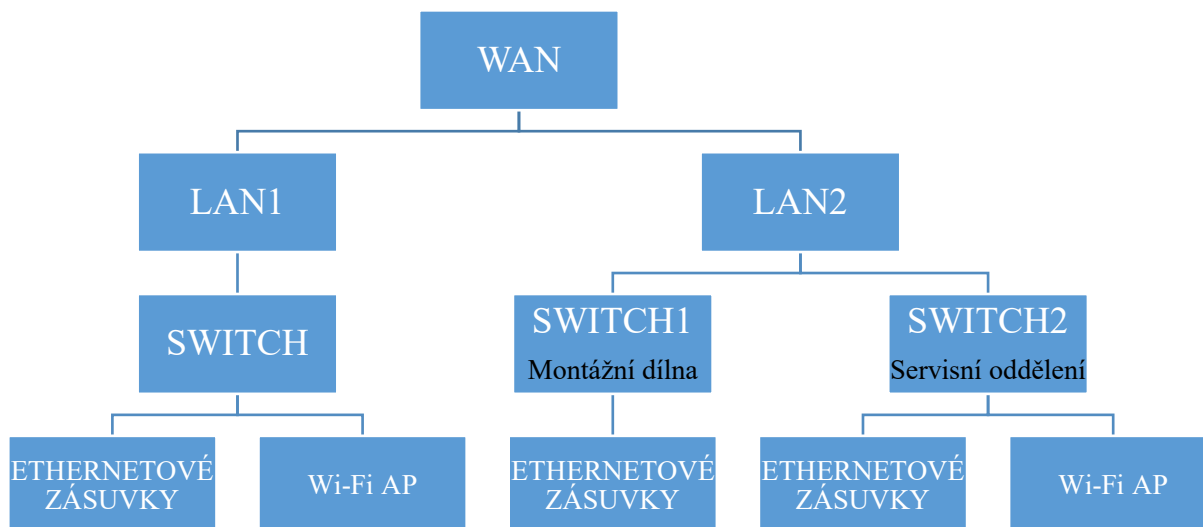 WAN
LAN1
LAN2
SWITCH
SWITCH1
Montážní dílna
SWITCH2
Servisní oddělení
ETHERNETOVÉ
ZÁSUVKY
Wi-Fi AP
ETHERNETOVÉ
ZÁSUVKY
ETHERNETOVÉ
ZÁSUVKY
Wi-Fi AP